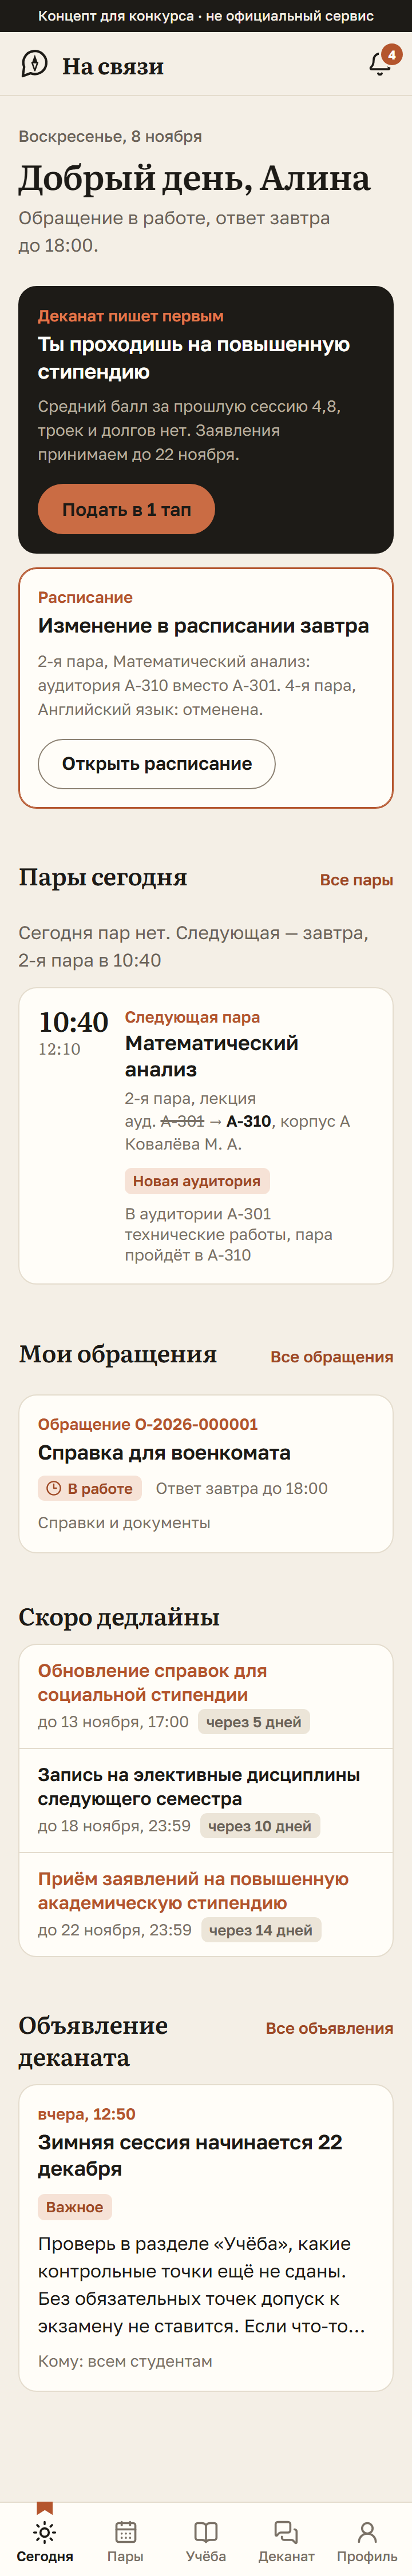 Концепт для конкурса · не официальный сервис
На связи
4
Воскресенье, 8 ноября
Добрый день, Алина
Обращение в работе, ответ завтра
до 18:00.
Деканат пишет первым
Ты проходишь на повышенную
стипендию
Средний балл за прошлую сессию 4,8,
троек и долгов нет. Заявления
принимаем до 22 ноября.
Подать в 1 тап
Расписание
Изменение в расписании завтра
2-я пара, Математический анализ:
аудитория А-310 вместо А-301. 4-я пара,
Английский язык: отменена.
Открыть расписание
Пары сегодня
Все пары
Сегодня пар нет. Следующая — завтра,
2-я пара в 10:40
10:40
12:10
Следующая пара
Математический
анализ
2-я пара, лекция
ауд. А-301 → А-310, корпус А
Ковалёва М. А.
Новая аудитория
В аудитории А-301
технические работы, пара
пройдёт в А-310
Мои обращения
Все обращения
Обращение О-2026-000001
Справка для военкомата
В работе
Ответ завтра до 18:00
Справки и документы
Скоро дедлайны
Обновление справок для
социальной стипендии
до 13 ноября, 17:00 через 5 дней
Запись на элективные дисциплины
следующего семестра
до 18 ноября, 23:59 через 10 дней
Приём заявлений на повышенную
академическую стипендию
до 22 ноября, 23:59 через 14 дней
Объявление
деканата
Все объявления
вчера, 12:50
Зимняя сессия начинается 22
декабря
Важное
Проверь в разделе «Учёба», какие
контрольные точки ещё не сданы.
Без обязательных точек допуск к
экзамену не ставится. Если что-то...
Кому: всем студентам
Сегодня
Пары
Учёба
Деканат
Профиль